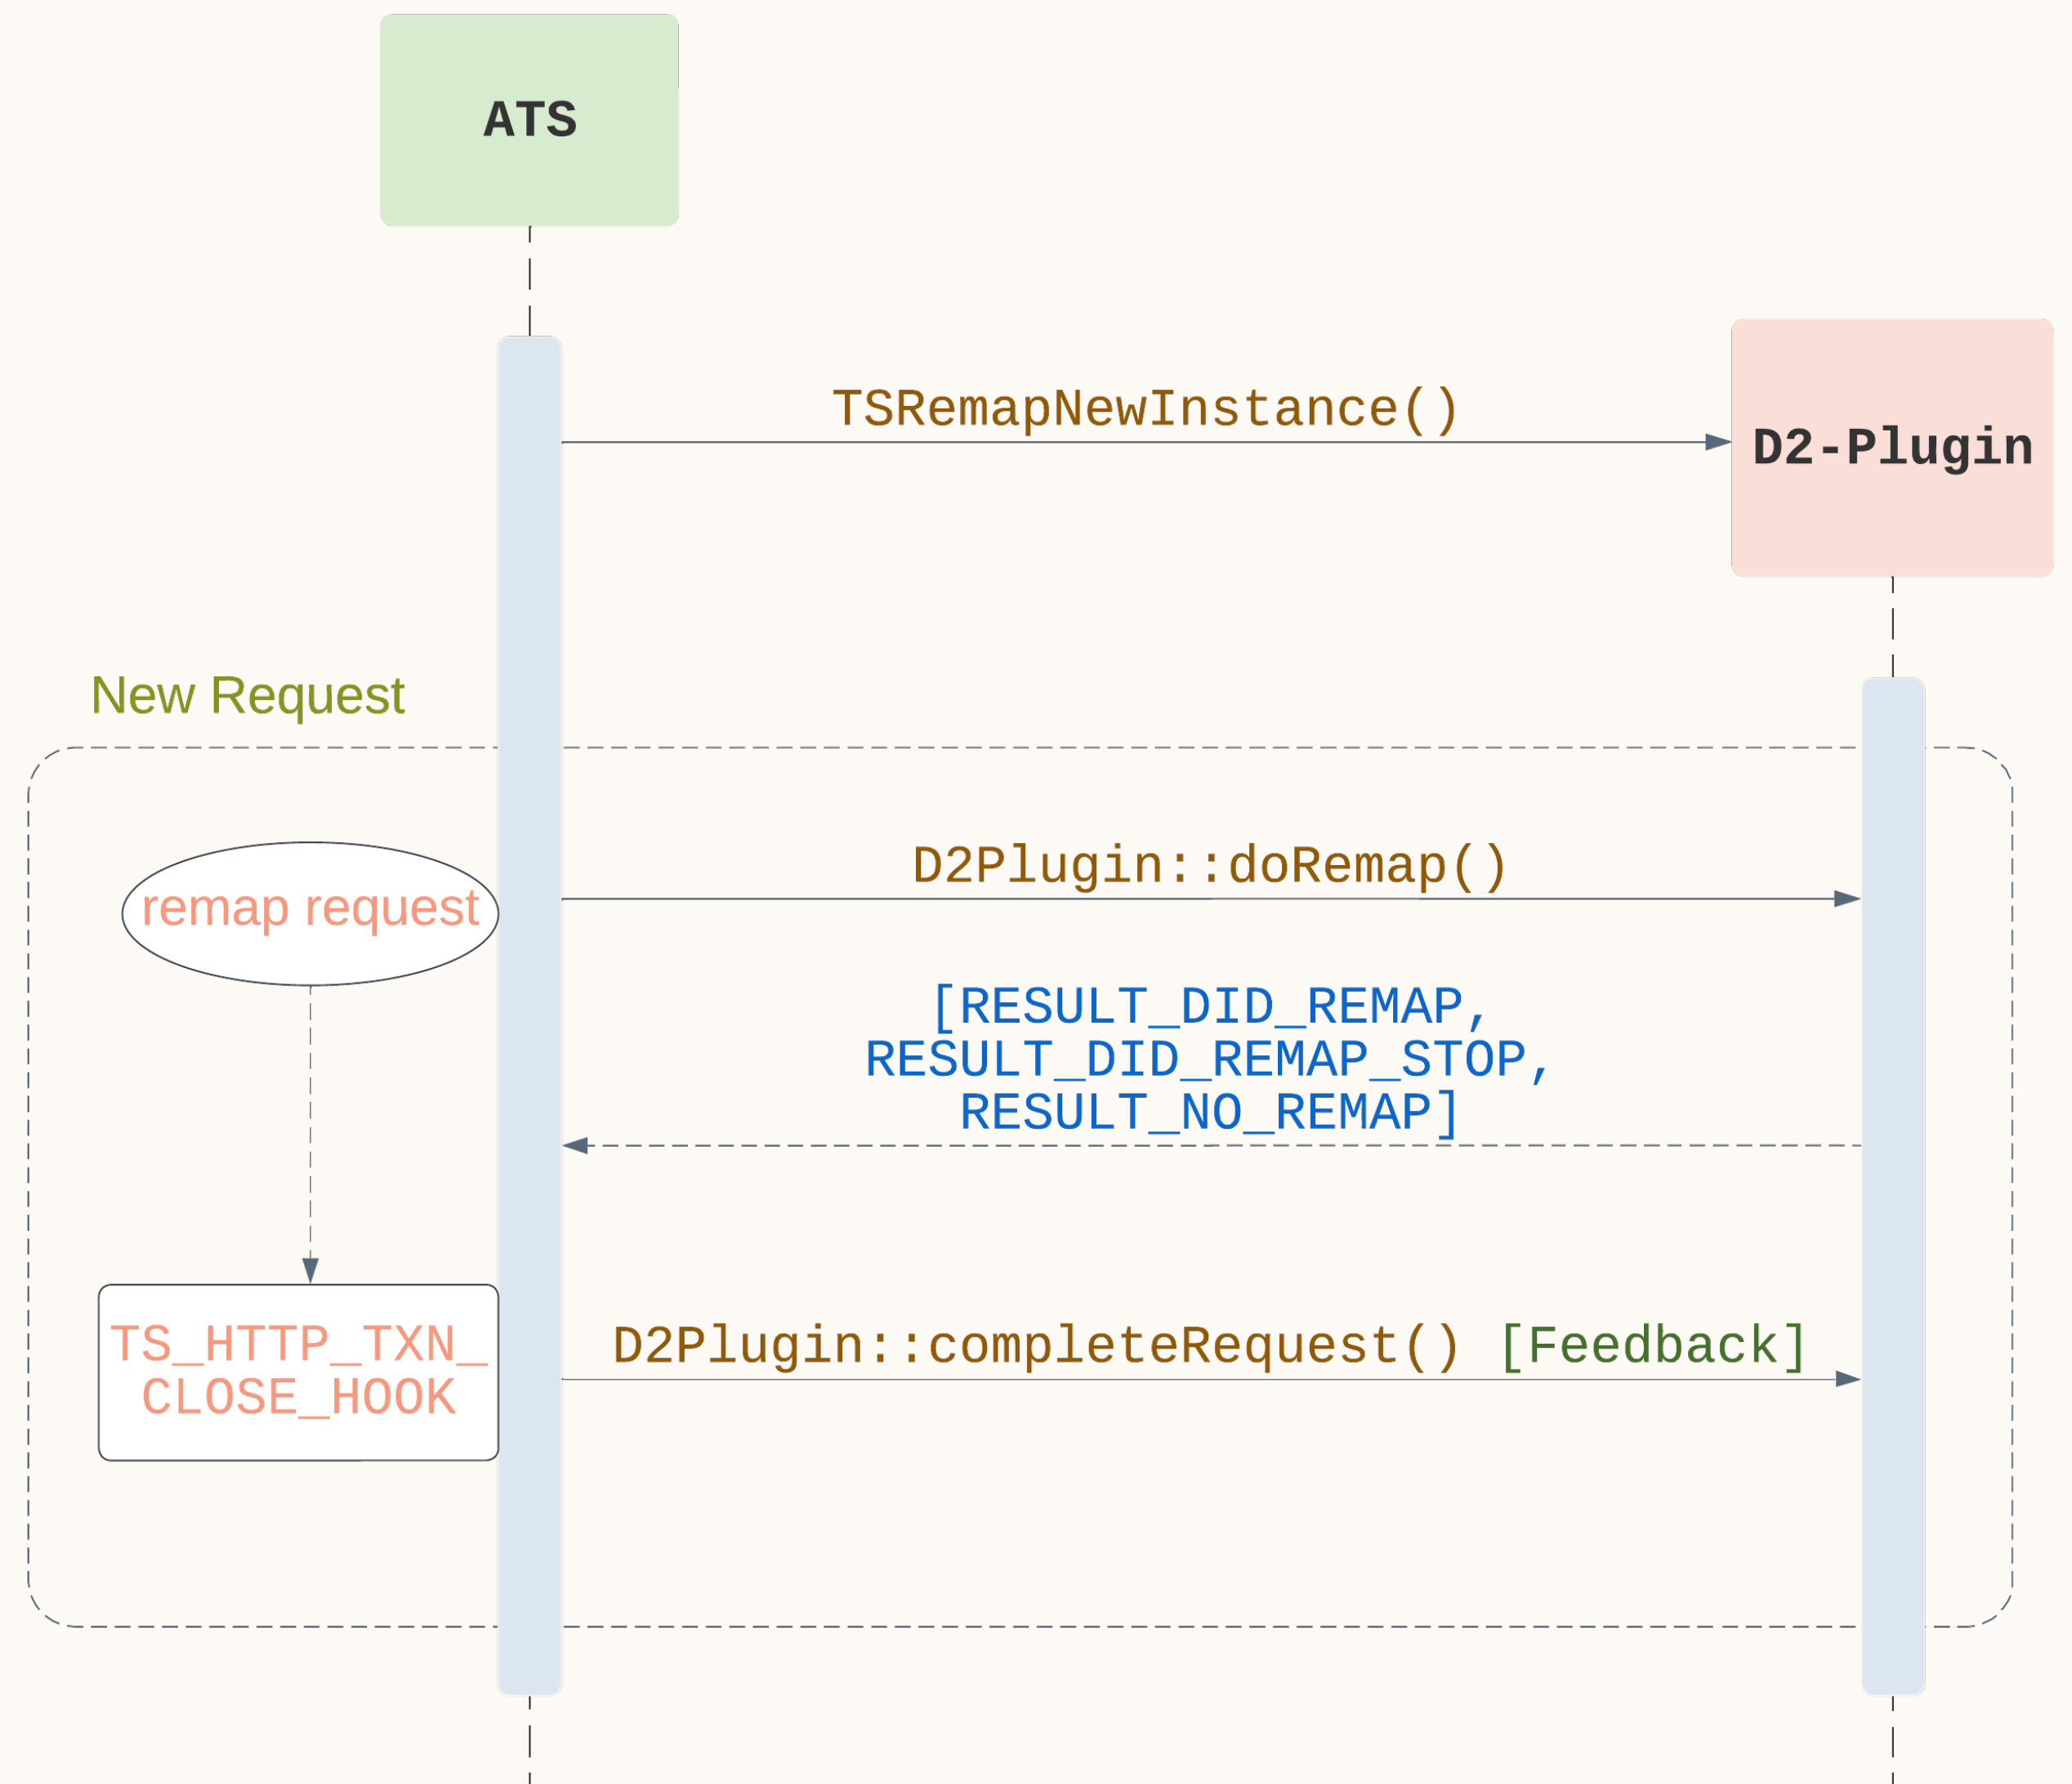 ATS
TSRemapNewInstance()
D2-Plugin
New Request
remap request
D2Plugin::doRemap()
[RESULT_DID_REMAP,
RESULT_DID_REMAP_STOP,
RESULT_NO_REMAP]
TS_HTTP_TXN_
CLOSE_HOOK
D2Plugin::completeRequest() [Feedback]